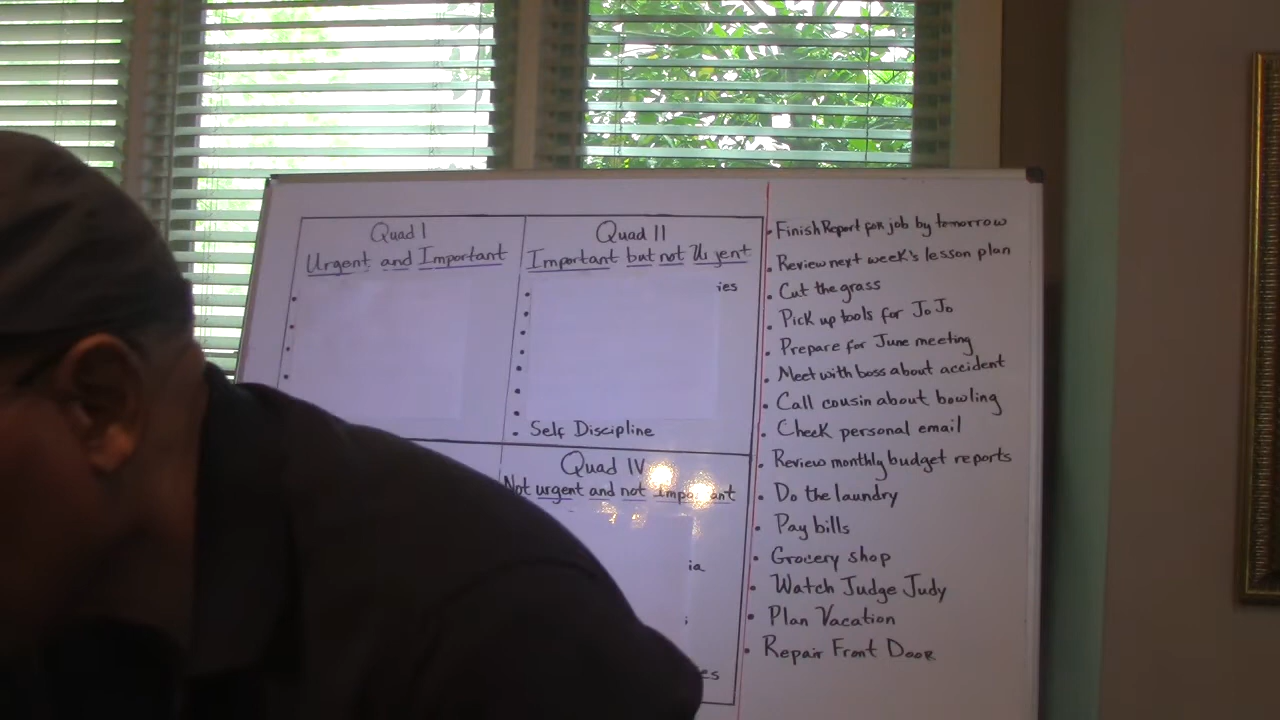 Quad I
Urgent and Important
Quad II
Important but not Urgent
ies
Self Discipline
Quad IV
Not urgent and not Important
ia
es
• Finish Report for job by tomorrow
• Review next week's lesson plan
• Cut the grass
• Pick up tools for JoJo
• Prepare for June meeting
• Meet with boss about accident
• Call cousin about bowling
• Check personal email
• Review monthly budget reports
• Do the laundry
• Pay bills
• Grocery shop
• Watch Judge Judy
• Plan Vacation
• Repair Front Door